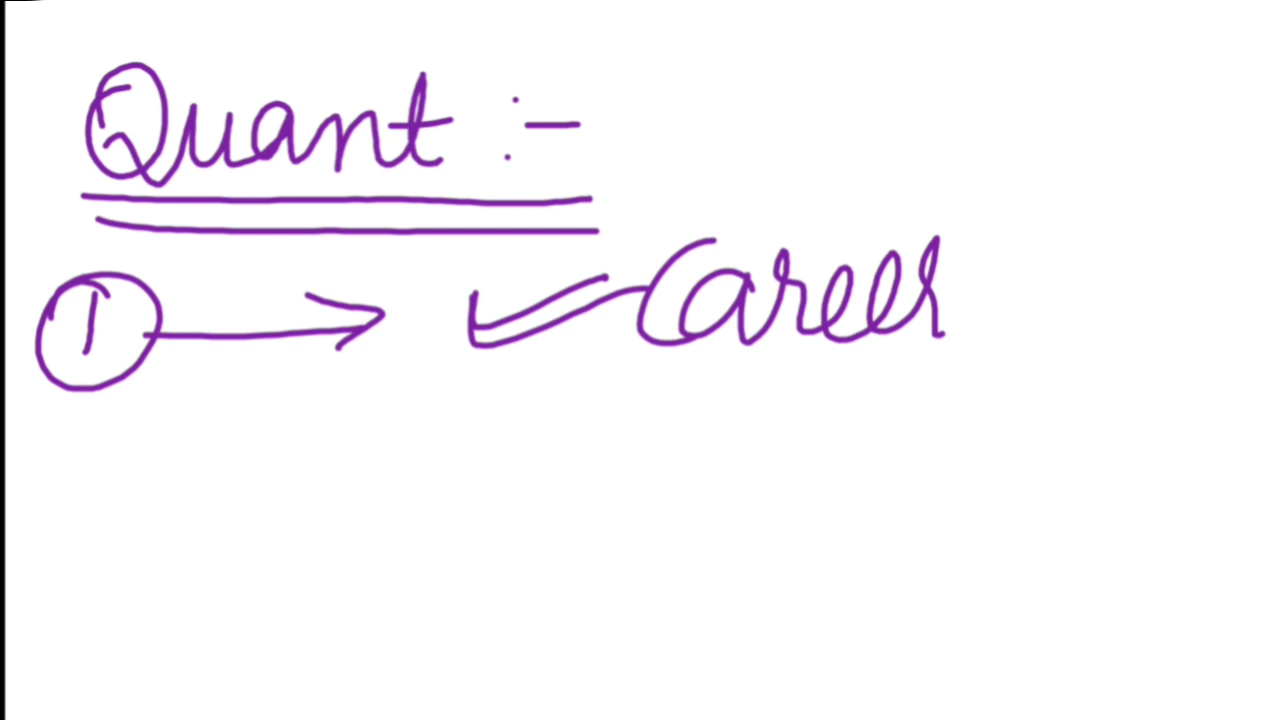 Quant :-
1 → ✓ Career